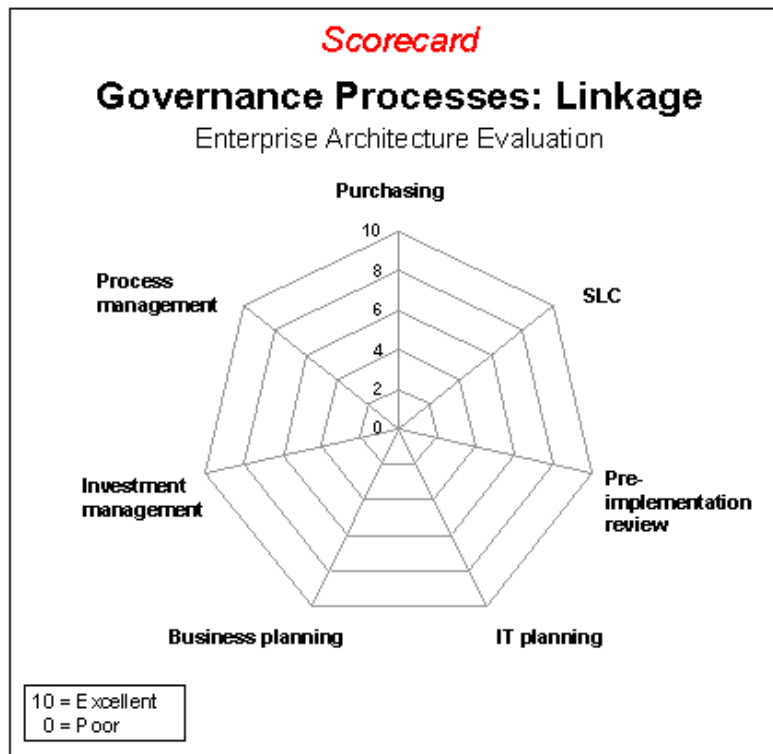 Scorecard
Governance Processes: Linkage
Enterprise Architecture Evaluation
Purchasing
10
8
6
4
2
0
Process
management
SLC
Investment
management
Pre-
implementation
review
Business planning
IT planning
10 = Excellent
0 = Poor